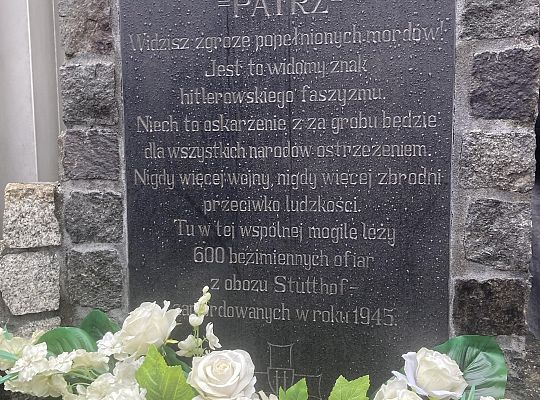 =PATRZ=
Widzisz zgrozę popełnionych mordów!
Jest to widomy znak
hitlerowskiego faszyzmu.
Niech to oskarżenie z za grobu będzie
dla wszystkich narodów ostrzeżeniem.
Nigdy więcej wojny, nigdy więcej zbrodni
przeciwko ludzkości.
Tu w tej wspólnej mogile leży
600 bezimiennych ofiar
z obozu Stutthof-
zamordowanych w roku 1945.